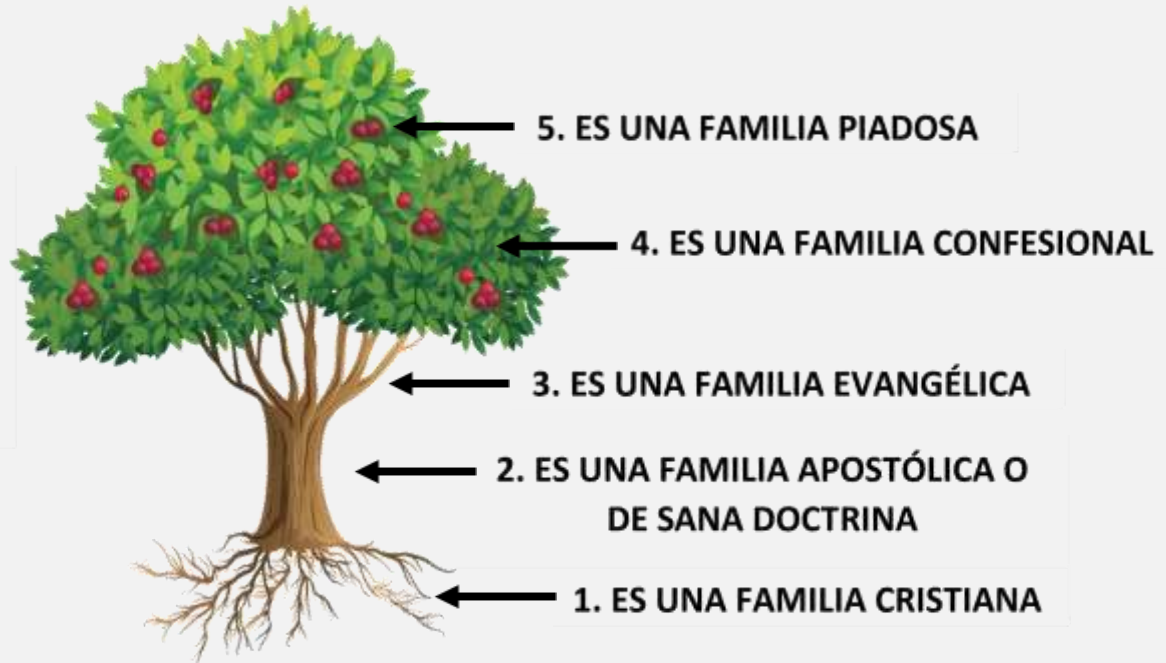 5. ES UNA FAMILIA PIADOSA
4. ES UNA FAMILIA CONFESIONAL
3. ES UNA FAMILIA EVANGÉLICA
2. ES UNA FAMILIA APOSTÓLICA O
DE SANA DOCTRINA
1. ES UNA FAMILIA CRISTIANA